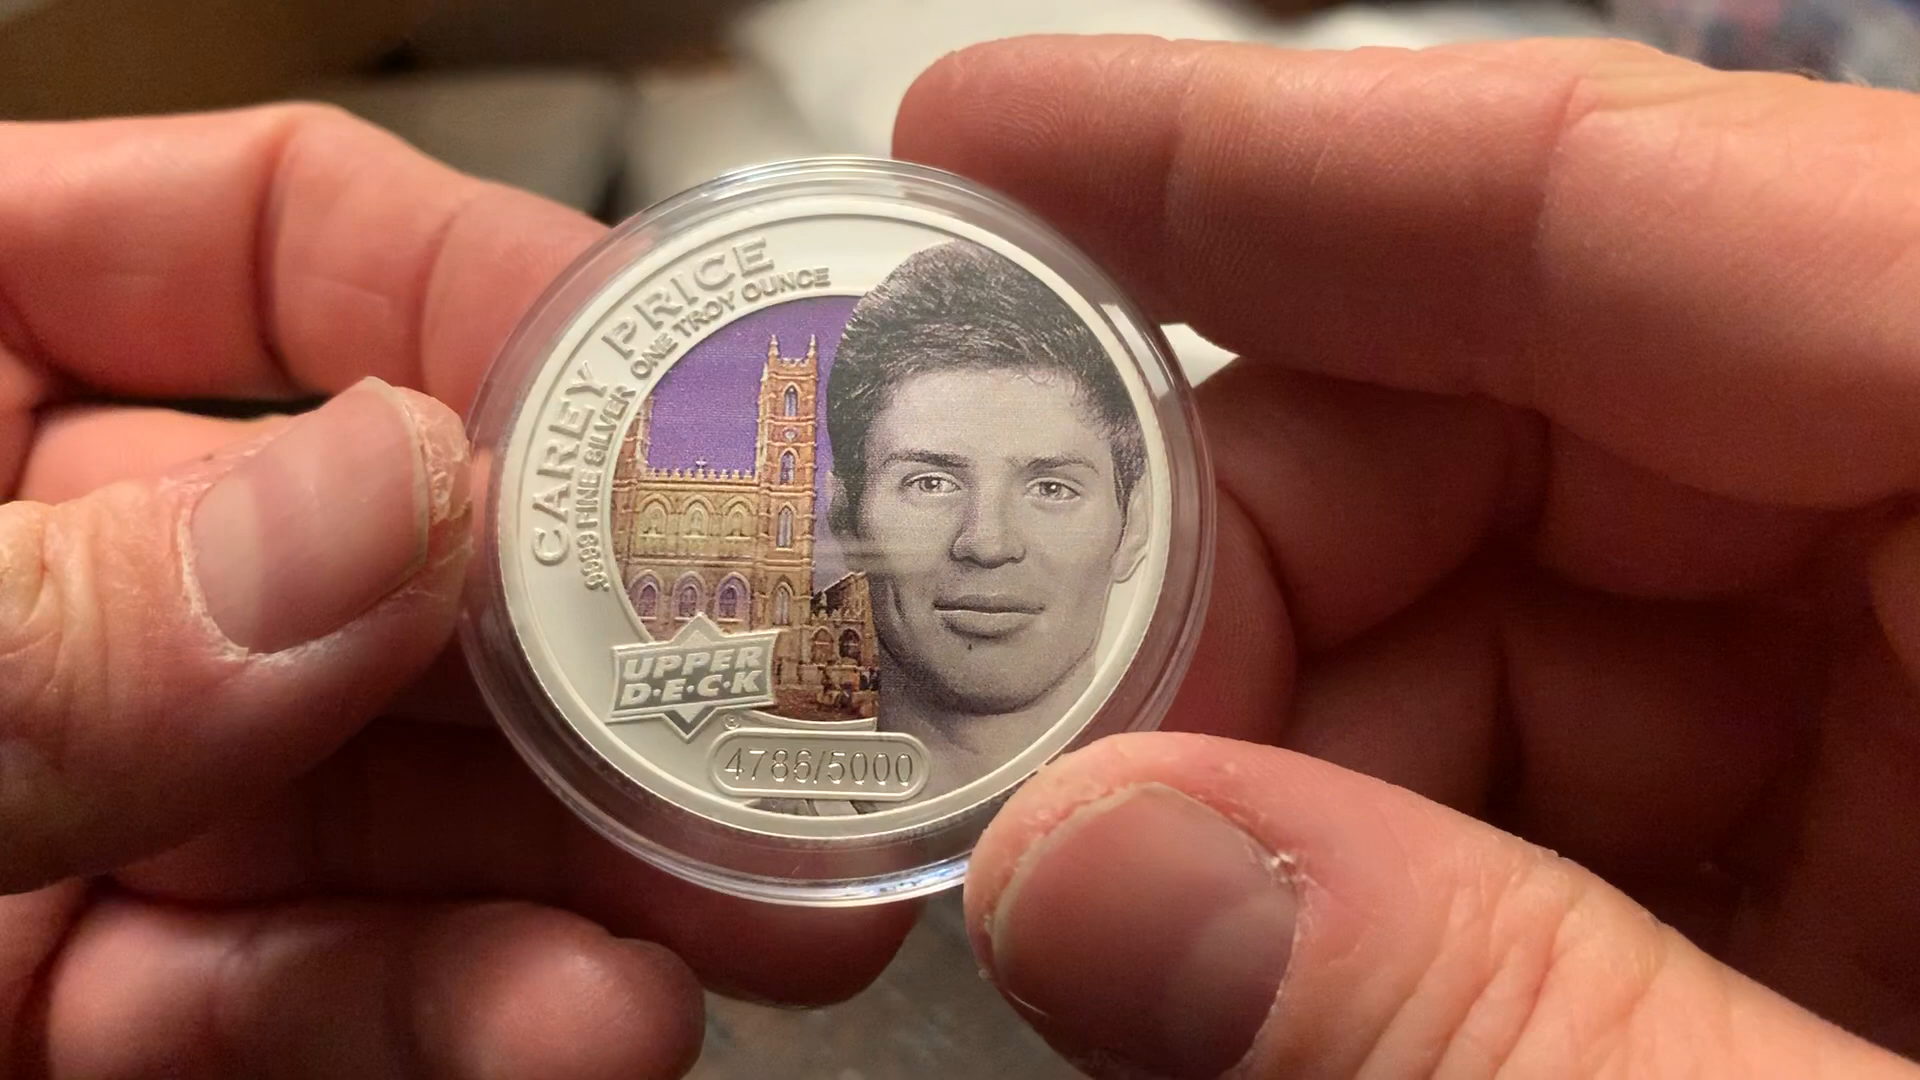 CAREY PRICE
9999 FINE SILVER ONE TROY OUNCE
UPPER
D·E·C·K
®
4786/5000